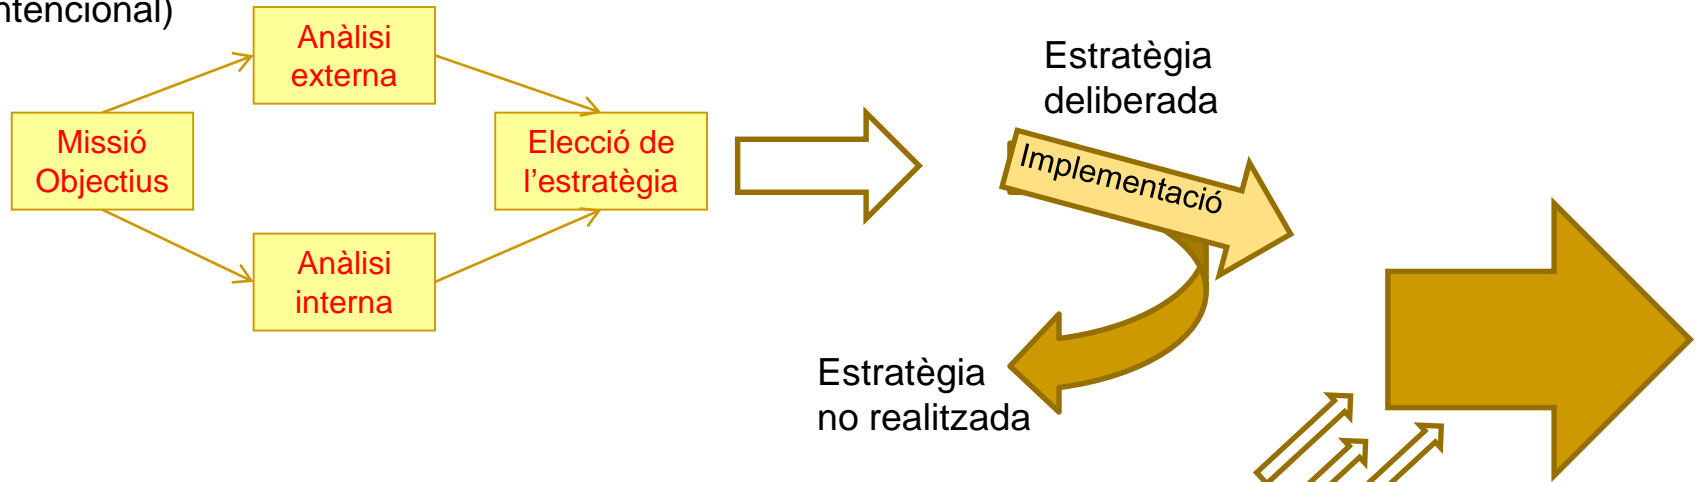 ntencional)
Anàlisi
externa
Missió
Objectius
Elecció de
l’estratègia
Anàlisi
interna
Estratègia
deliberada
Implementació
Estratègia
no realitzada